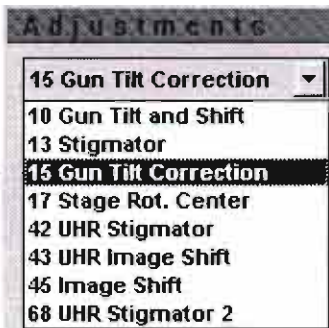 Adjustments
15 Gun Tilt Correction
10 Gun Tilt and Shift
13 Stigmator
15 Gun Tilt Correction
17 Stage Rot. Center
42 UHR Stigmator
43 UHR Image Shift
45 Image Shift
68 UHR Stigmator 2